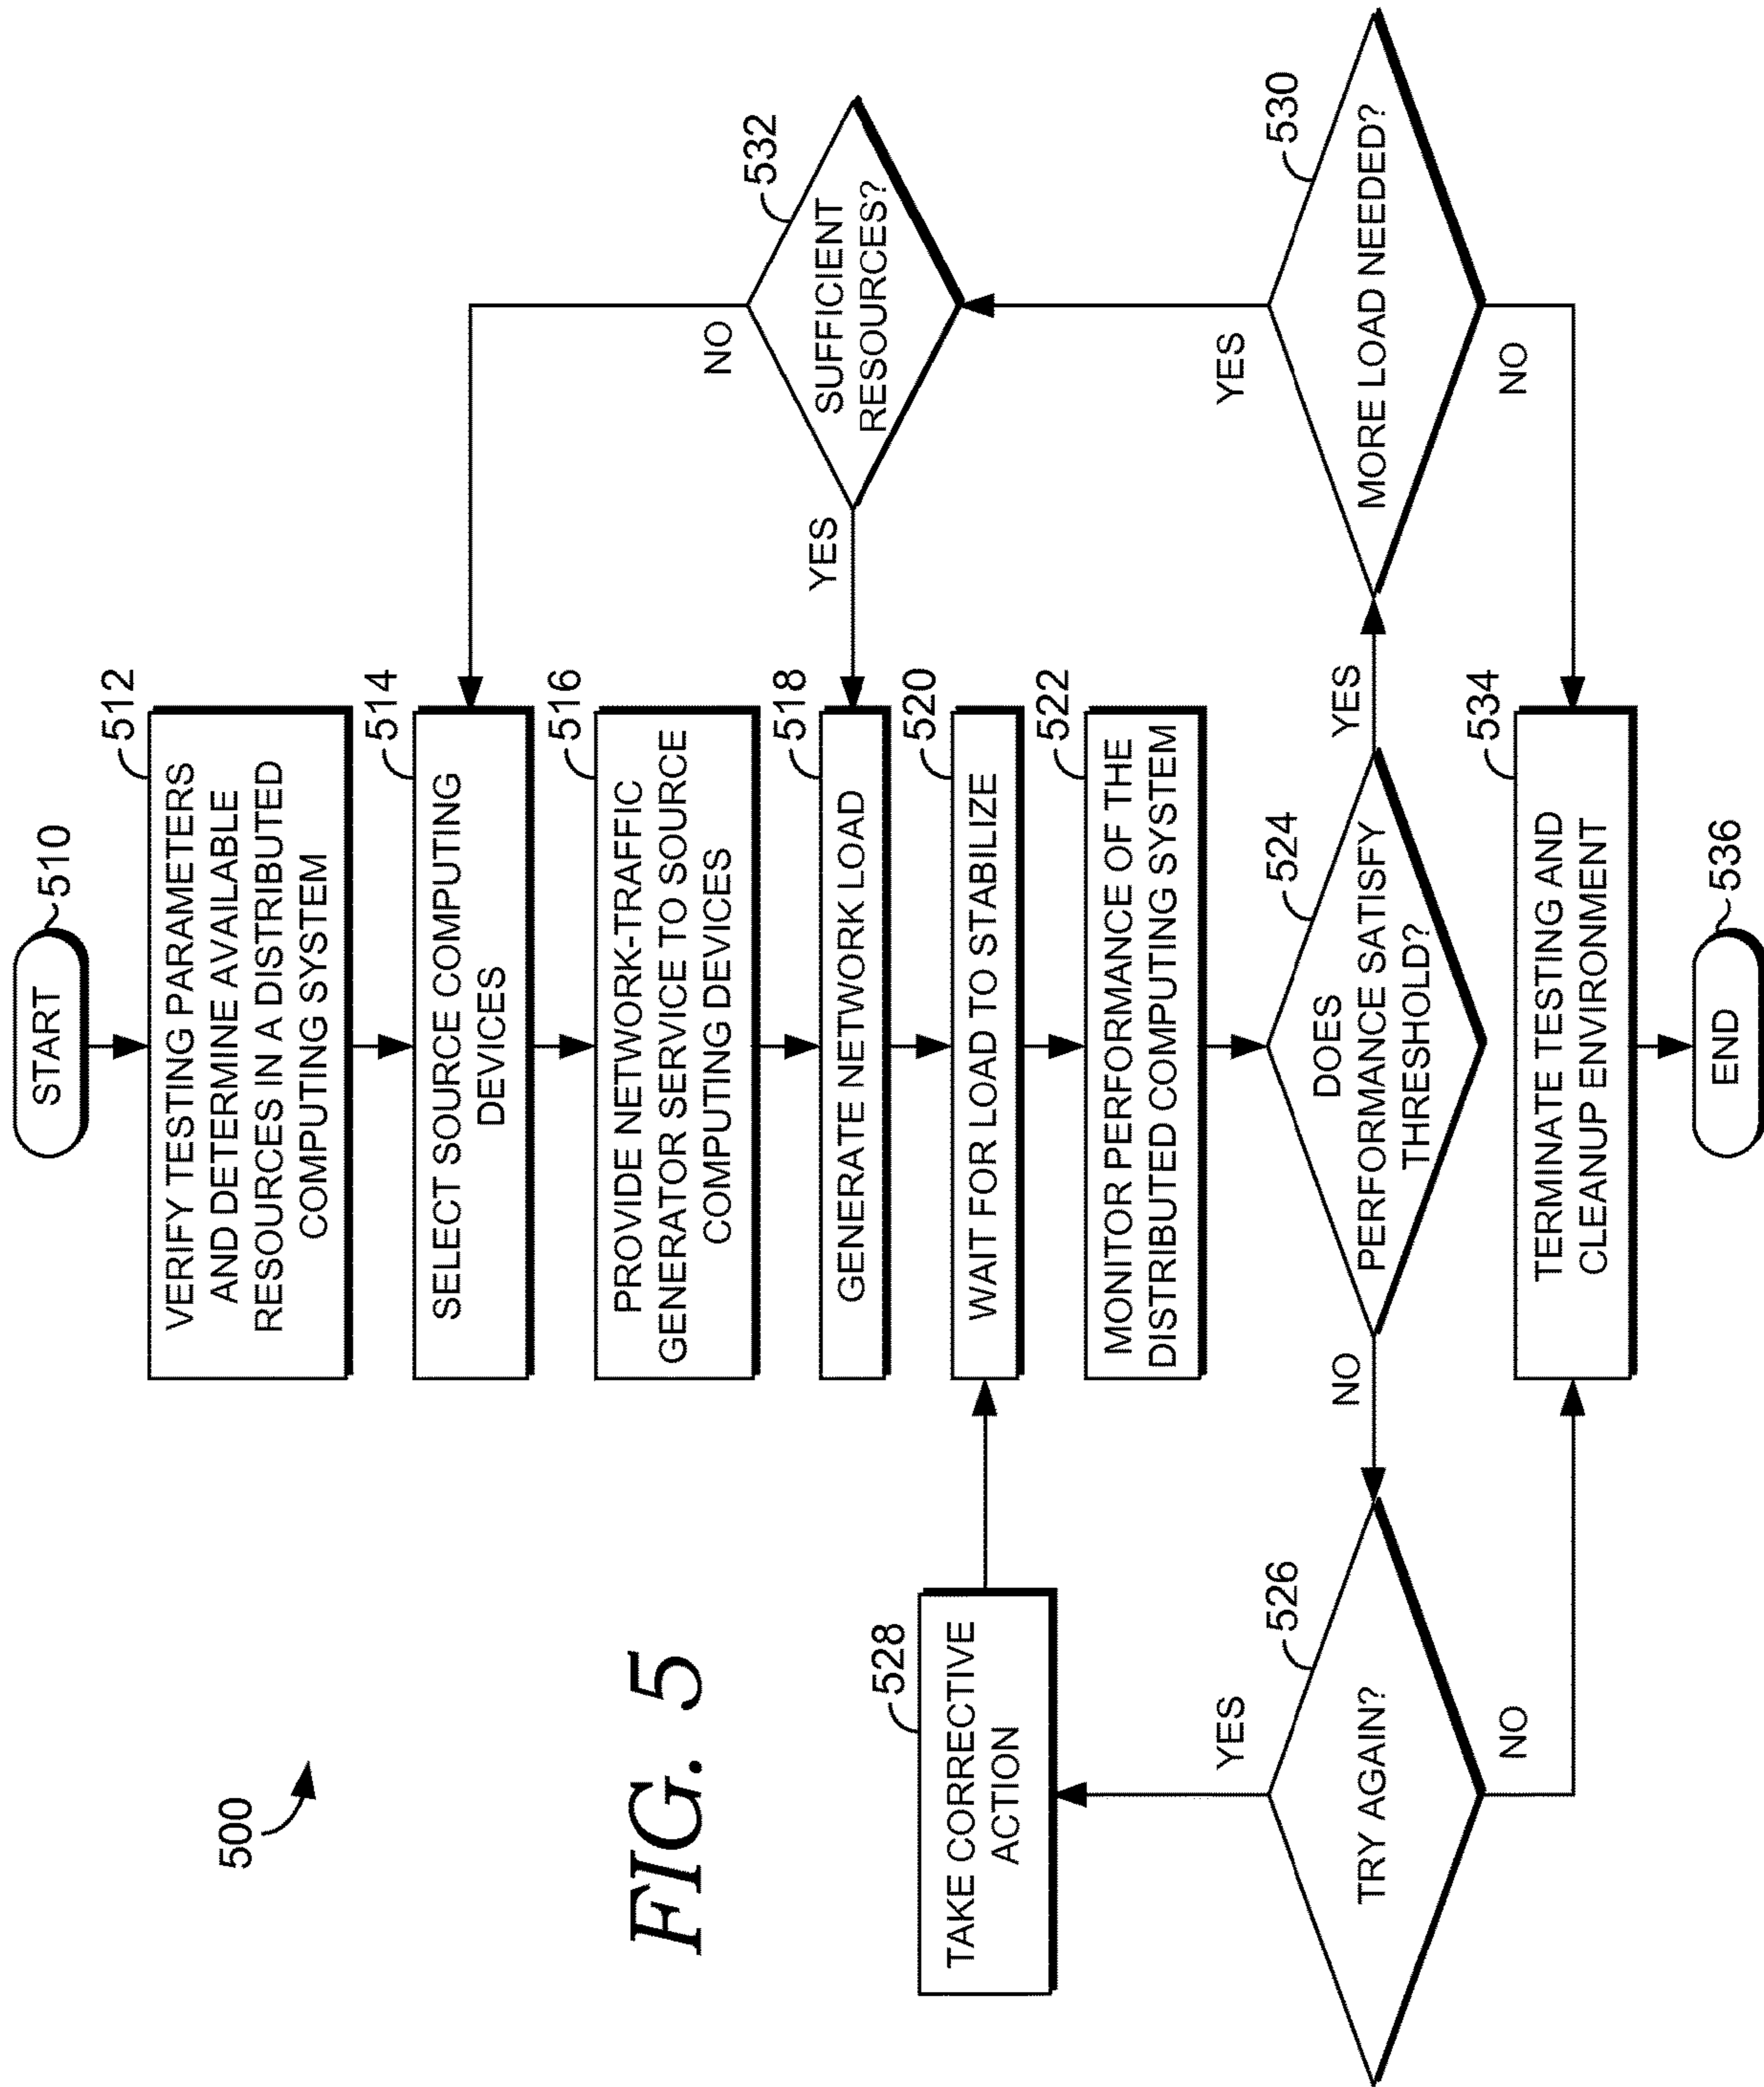 500
START
510
512
VERIFY TESTING PARAMETERS
AND DETERMINE AVAILABLE
RESOURCES IN A DISTRIBUTED
COMPUTING SYSTEM
514
SELECT SOURCE COMPUTING
DEVICES
516
PROVIDE NETWORK-TRAFFIC
GENERATOR SERVICE TO SOURCE
COMPUTING DEVICES
518
GENERATE NETWORK LOAD
520
WAIT FOR LOAD TO STABILIZE
522
MONITOR PERFORMANCE OF THE
DISTRIBUTED COMPUTING SYSTEM
524
DOES
PERFORMANCE SATISFY
THRESHOLD?
NO
YES
526
TRY AGAIN?
YES
NO
528
TAKE CORRECTIVE
ACTION
530
MORE LOAD NEEDED?
YES
NO
532
SUFFICIENT
RESOURCES?
NO
YES
534
TERMINATE TESTING AND
CLEANUP ENVIRONMENT
END
536
FIG. 5